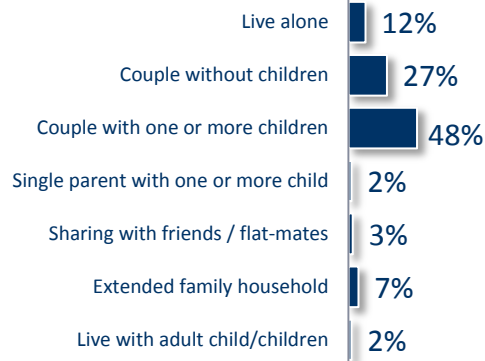 Live alone 12%
Couple without children 27%
Couple with one or more children 48%
Single parent with one or more child 2%
Sharing with friends / flat-mates 3%
Extended family household 7%
Live with adult child/children 2%